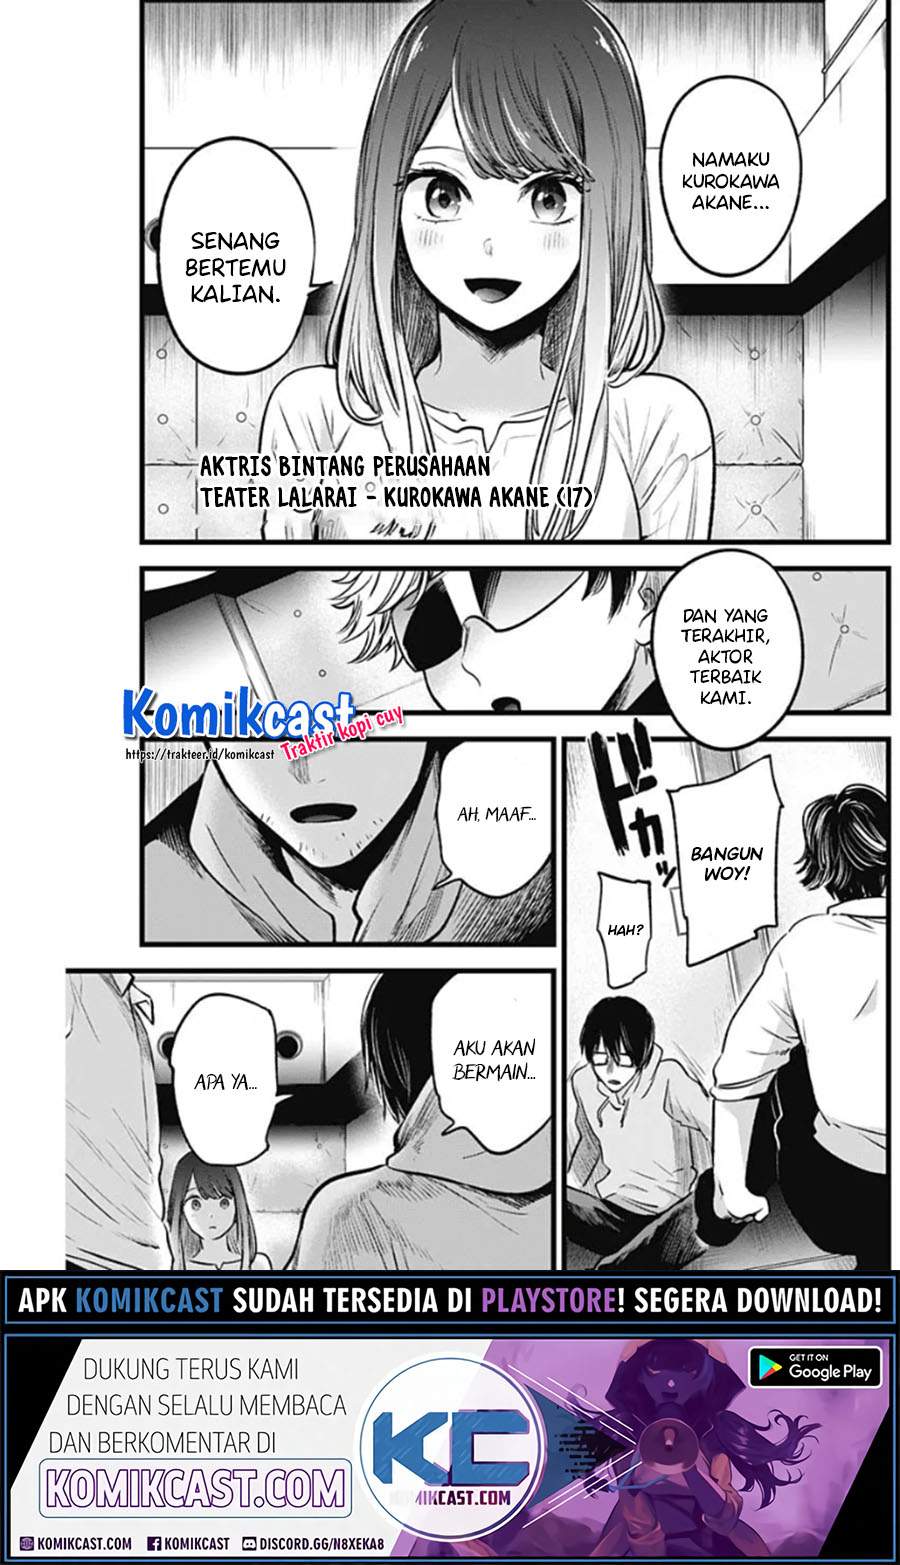 NAMAKU
KUROKAWA
AKANE...
SENANG
BERTEMU
KALIAN.
AKTRIS BINTANG PERUSAHAAN
TEATER LALARAI - KUROKAWA AKANE (17)
DAN YANG
TERAKHIR,
AKTOR
TERBAIK
KAMI.
Komikcast
Traktir kopi cuy
https://trakteer.id/komikcast
ドガッ
BANGUN
WOY!
HAH?
AH, MAAF...
AKU AKAN
BERMAIN...
APA YA...
APK KOMIKCAST SUDAH TERSEDIA DI PLAYSTORE! SEGERA DOWNLOAD!
DUKUNG TERUS KAMI
DENGAN SELALU MEMBACA
DAN BERKOMENTAR DI
KOMIKCAST.COM
KOMIKCAST.COM KOMIKCAST DISCORD.GG/N8XEKA8
KC
KOMIKCAST.COM
GET IT ON
Google Play